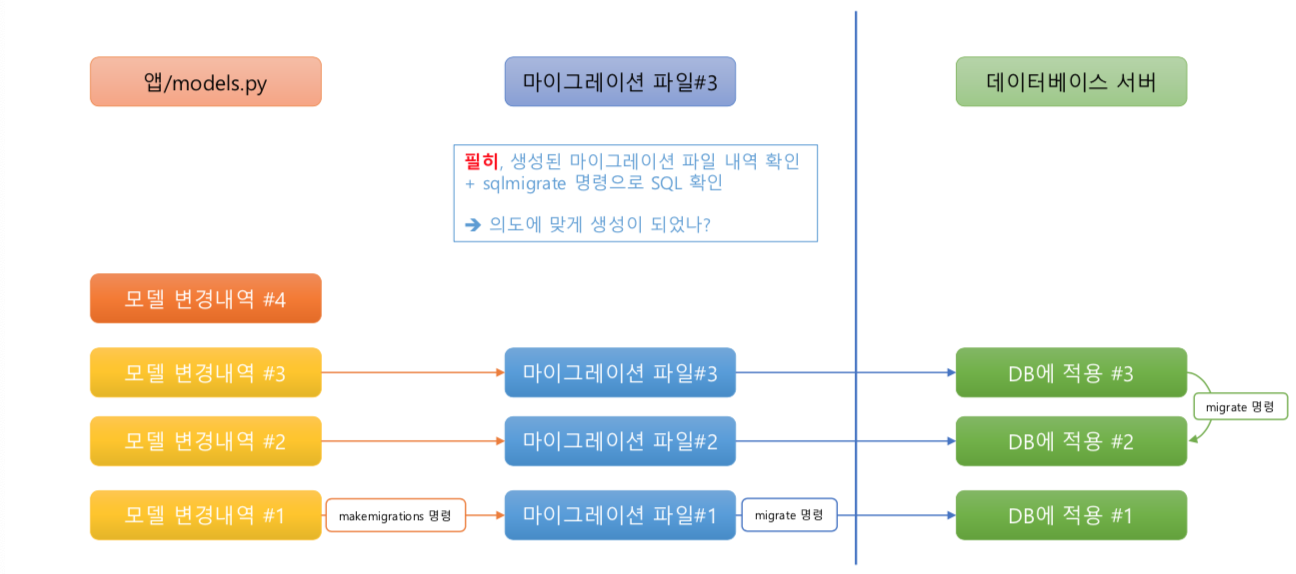 앱/models.py
마이그레이션 파일#3
데이터베이스 서버
필히, 생성된 마이그레이션 파일 내역 확인
+ sqlmigrate 명령으로 SQL 확인
➔ 의도에 맞게 생성이 되었나?
모델 변경내역 #4
모델 변경내역 #3
마이그레이션 파일#3
DB에 적용 #3
migrate 명령
모델 변경내역 #2
마이그레이션 파일#2
DB에 적용 #2
모델 변경내역 #1
makemigrations 명령
마이그레이션 파일#1
migrate 명령
DB에 적용 #1